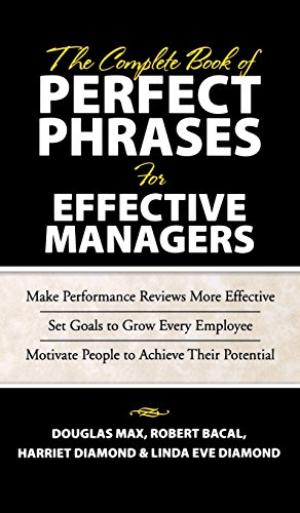 The Complete Book of
PERFECT
PHRASES
For
EFFECTIVE
MANAGERS
Make Performance Reviews More Effective
Set Goals to Grow Every Employee
Motivate People to Achieve Their Potential
DOUGLAS MAX, ROBERT BACAL,
HARRIET DIAMOND & LINDA EVE DIAMOND